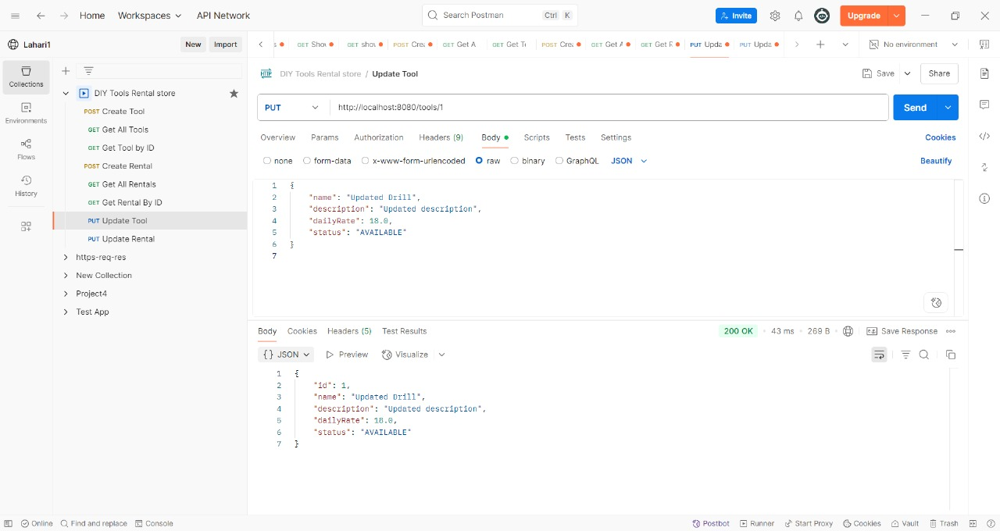 Home Workspaces API Network Search Postman Ctrl K Invite Upgrade
Lahari1 New Import GET Shov GET shov POST Crea GET Get A GET Get T POST Crea GET Get A GET Get F PUT Upda PUT Upda No environment
Collections
Environments
Flows
History
DIY Tools Rental store
POST Create Tool
GET Get All Tools
GET Get Tool by ID
POST Create Rental
GET Get All Rentals
GET Get Rental By ID
PUT Update Tool
PUT Update Rental
https-req-res
New Collection
Project4
Test App
HTTP DIY Tools Rental store / Update Tool Save Share
PUT http://localhost:8080/tools/1 Send
Overview Params Authorization Headers (9) Body Scripts Tests Settings Cookies
none form-data x-www-form-urlencoded raw binary GraphQL JSON Beautify
1 {
2 "name": "Updated Drill",
3 "description": "Updated description",
4 "dailyRate": 18.0,
5 "status": "AVAILABLE"
6 }
7
Body Cookies Headers (5) Test Results 200 OK 43 ms 269 B Save Response
{} JSON Preview Visualize
1 {
2 "id": 1,
3 "name": "Updated Drill",
4 "description": "Updated description",
5 "dailyRate": 18.0,
6 "status": "AVAILABLE"
7 }
Online Find and replace Console Postbot Runner Start Proxy Cookies Vault Trash